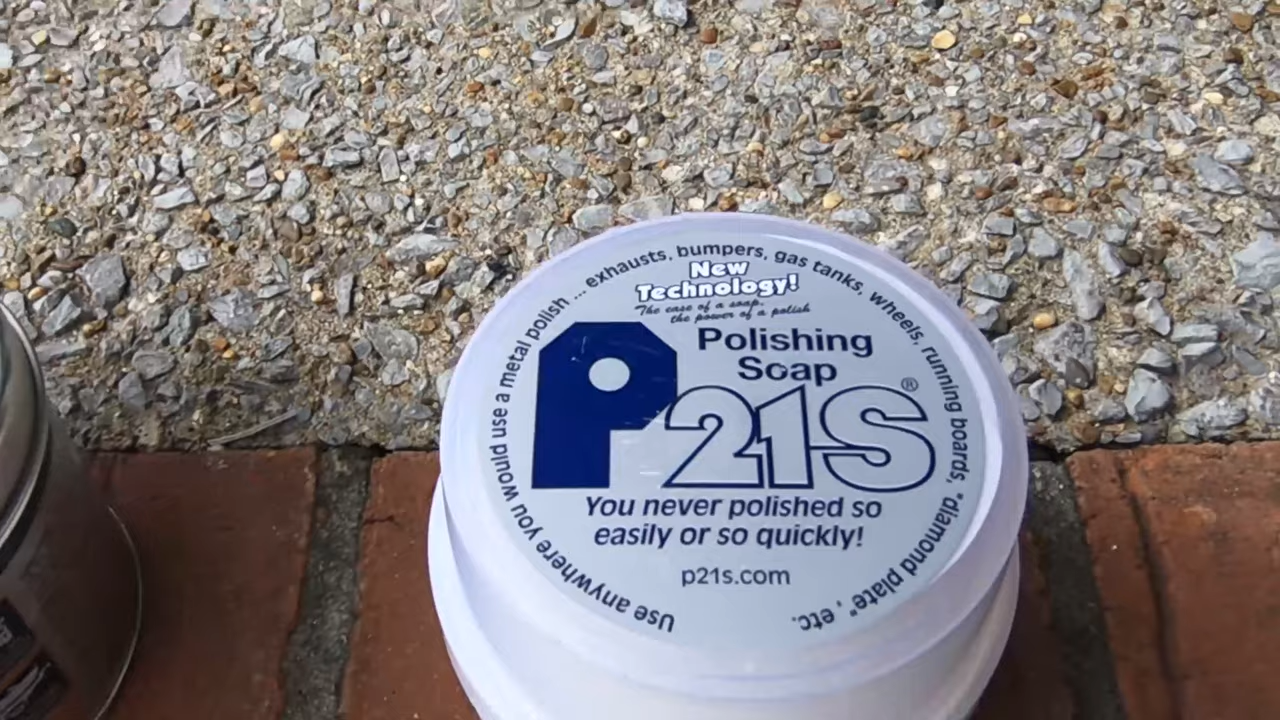 Use anywhere you would use a metal polish ... exhausts, bumpers, gas tanks, wheels, running boards, "diamond plate", etc.
New
Technology!
The ease of a soap,
the power of a polish
Polishing
Soap
P21S®
You never polished so
easily or so quickly!
p21s.com